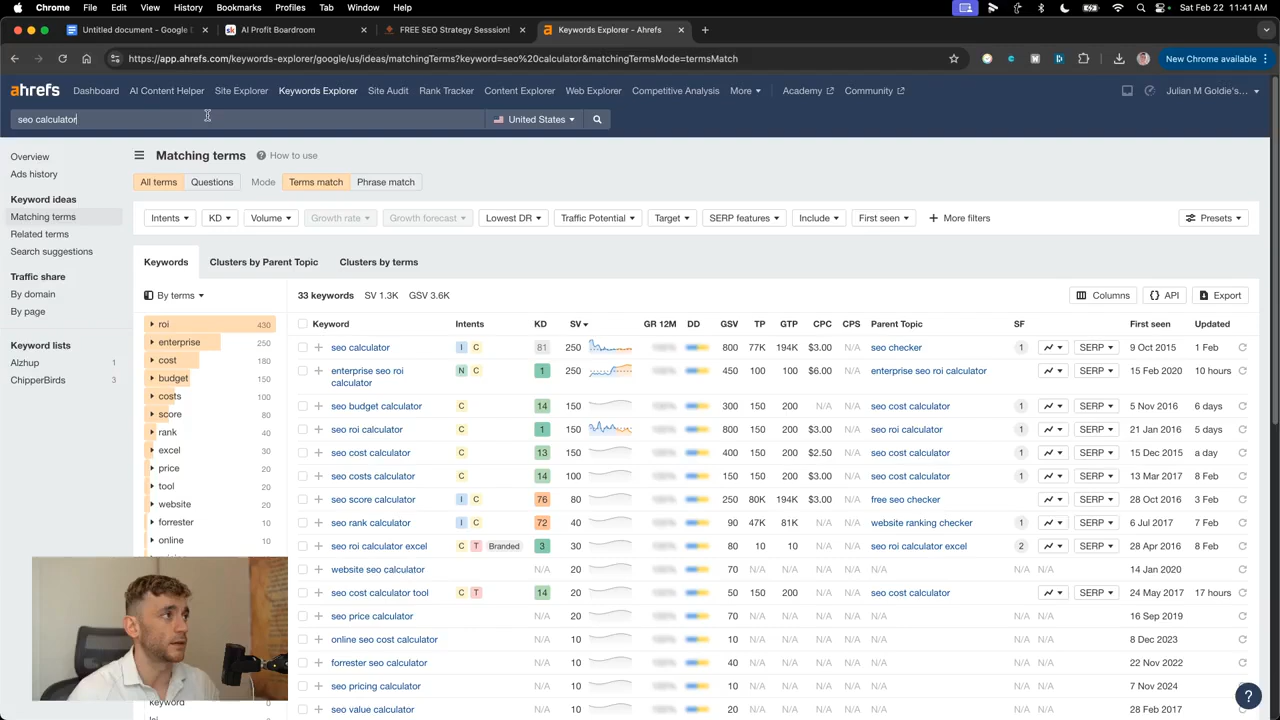 Chrome File Edit View History Bookmarks Profiles Tab Window Help Sat Feb 22 11:41 AM
Untitled document - Google D AI Profit Boardroom FREE SEO Strategy Sesssion! Keywords Explorer - Ahrefs
https://app.ahrefs.com/keywords-explorer/google/us/ideas/matchingTerms?keyword=seo%20calculator&matchingTermsMode=termsMatch New Chrome available
ahrefs Dashboard AI Content Helper Site Explorer Keywords Explorer Site Audit Rank Tracker Content Explorer Web Explorer Competitive Analysis More Academy Community Julian M Goldie's...
seo calculator United States
Overview
Ads history
Keyword ideas
Matching terms
Related terms
Search suggestions
Traffic share
By domain
By page
Keyword lists
Alzhup 1
ChipperBirds 3
Matching terms How to use
All terms Questions Mode Terms match Phrase match
Intents KD Volume Growth rate Growth forecast Lowest DR Traffic Potential Target SERP features Include First seen More filters Presets
Keywords Clusters by Parent Topic Clusters by terms
By terms
roi 430
enterprise 250
cost 180
budget 150
costs 100
score 80
rank 40
excel 30
price 20
tool 20
website 20
forrester 10
online 10
keyword 0
33 keywords SV 1.3K GSV 3.6K Columns API Export
Keyword Intents KD SV GR 12M DD GSV TP GTP CPC CPS Parent Topic SF First seen Updated
seo calculator I C 81 250 800 77K 194K $3.00 N/A seo checker 1 SERP 9 Oct 2015 1 Feb
enterprise seo roi calculator N C 1 250 450 100 100 $6.00 N/A enterprise seo roi calculator 1 SERP 15 Feb 2020 10 hours
seo budget calculator C 14 150 300 150 200 N/A N/A seo cost calculator 1 SERP 5 Nov 2016 6 days
seo roi calculator C 1 150 800 150 200 $3.00 N/A seo roi calculator 1 SERP 21 Jan 2016 5 days
seo cost calculator C 13 150 400 150 200 $2.50 N/A seo cost calculator 1 SERP 15 Dec 2015 a day
seo costs calculator C 14 100 150 150 200 $3.00 N/A seo cost calculator 1 SERP 13 Mar 2017 8 Feb
seo score calculator I C 76 80 250 80K 194K $3.00 N/A free seo checker SERP 28 Oct 2016 3 Feb
seo rank calculator I C 72 40 90 47K 81K N/A N/A website ranking checker 1 SERP 6 Jul 2017 7 Feb
seo roi calculator excel C T Branded 3 30 80 10 10 N/A N/A seo roi calculator excel 2 SERP 28 Apr 2016 8 Feb
website seo calculator N/A 20 70 N/A N/A N/A N/A N/A N/A 14 Jan 2020
seo cost calculator tool C T 14 20 50 150 200 N/A N/A seo cost calculator SERP 24 May 2017 17 hours
seo price calculator N/A 20 70 N/A N/A N/A N/A N/A N/A 16 Sep 2019
online seo cost calculator N/A 10 10 N/A N/A N/A N/A N/A N/A 8 Dec 2023
forrester seo calculator N/A 10 40 N/A N/A N/A N/A N/A N/A 22 Nov 2022
seo pricing calculator N/A 10 10 N/A N/A N/A N/A N/A N/A 7 Nov 2024
seo value calculator N/A 10 20 N/A N/A N/A N/A N/A N/A 28 Feb 2017